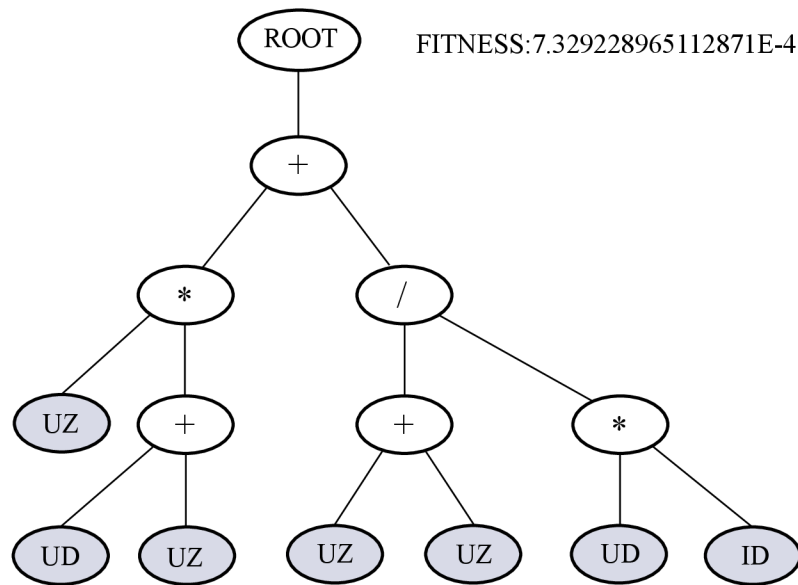 ROOT FITNESS:7.329228965112871E-4
+
* /
UZ + + *
UD UZ UZ UZ UD ID